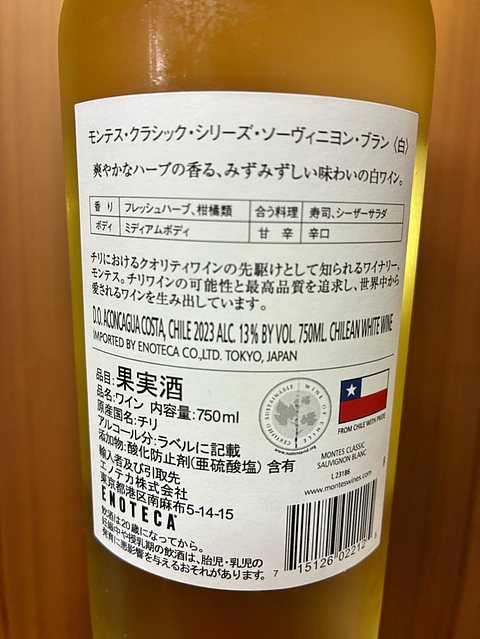 モンテス・クラシック・シリーズ・ソーヴィニヨン・ブラン〈白〉
爽やかなハーブの香る、みずみずしい味わいの白ワイン。
香り フレッシュハーブ、柑橘類 合う料理 寿司、シーザーサラダ
ボディ ミディアムボディ 甘辛 辛口
チリにおけるクオリティワインの先駆けとして知られるワイナリー、
モンテス。チリワインの可能性と最高品質を追求し、世界中から
愛されるワインを生み出しています。
D.O. ACONCAGUA COSTA, CHILE 2023 ALC. 13% BY VOL. 750ML. CHILEAN WHITE WINE
IMPORTED BY ENOTECA CO.,LTD. TOKYO, JAPAN
品目:果実酒
品名:ワイン 内容量:750ml
原産国名:チリ
アルコール分:ラベルに記載
添加物:酸化防止剤(亜硫酸塩)含有
輸入者及び引取先
エノテカ株式会社
東京都港区南麻布5-14-15
ENOTECA
飲酒は20歳になってから。
妊娠中や授乳期の飲酒は、胎児・乳児の
発育に悪影響を与えるおそれがあります。
CERTIFIED SUSTAINABLE WINE OF CHILE
FROM CHILE WITH PRIDE
MONTES CLASSIC
SAUVIGNON BLANC
L 23186
www.monteswines.com
7 15126 02212